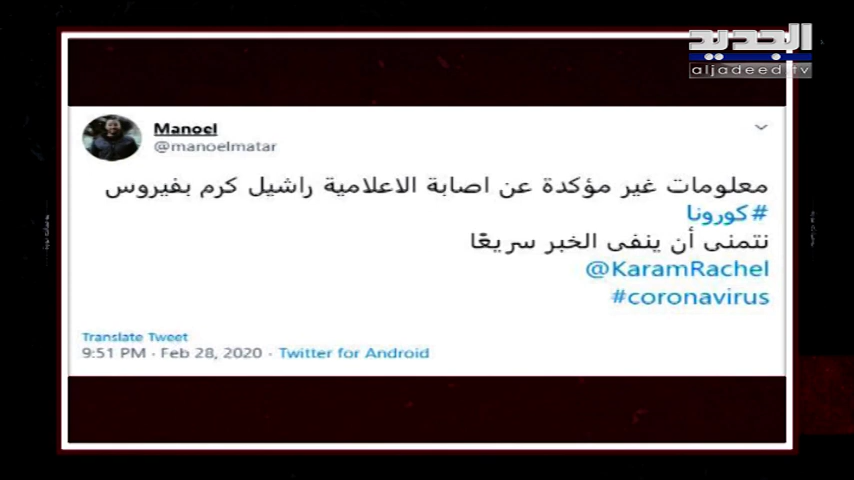 الجديد
aljadeed.tv
Manoel
@manoelmatar
معلومات غير مؤكدة عن اصابة الاعلامية راشيل كرم بفيروس
#كورونا
نتمنى أن ينفى الخبر سريعًا
@KaramRachel
#coronavirus
Translate Tweet
9:51 PM · Feb 28, 2020 · Twitter for Android